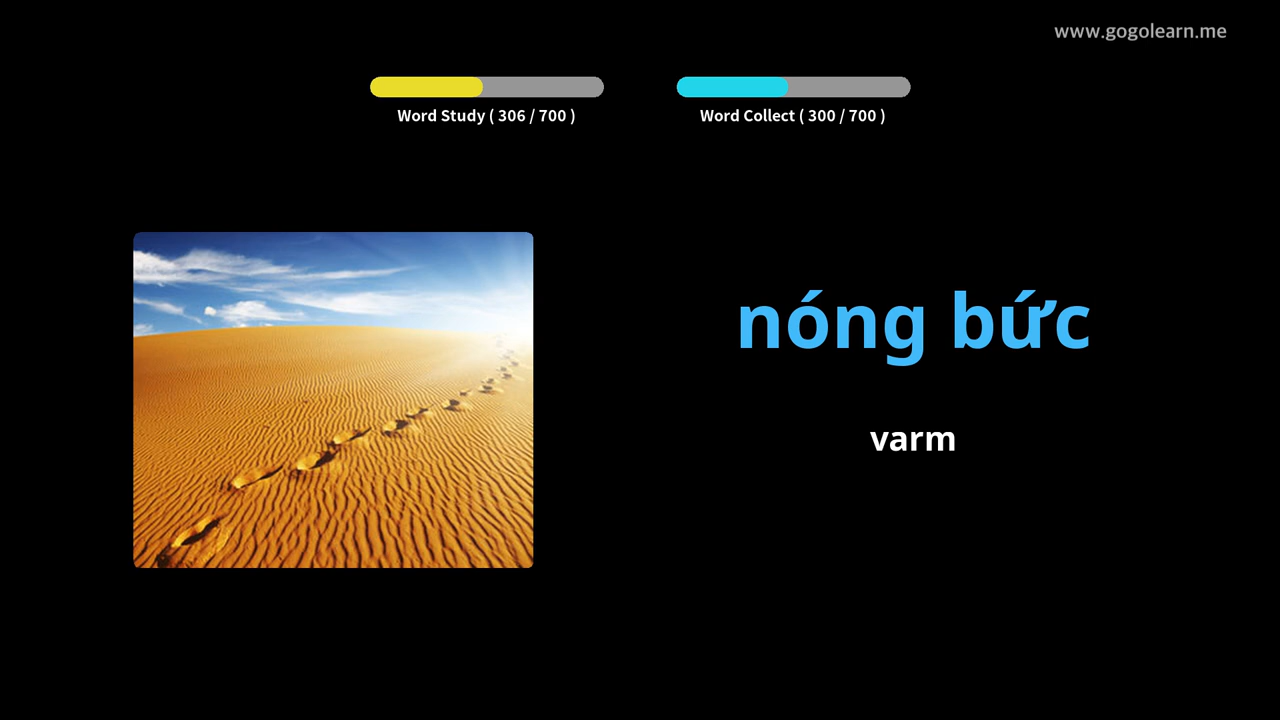 www.gogolearn.me
Word Study ( 306 / 700 )
Word Collect ( 300 / 700 )
nóng bức
varm